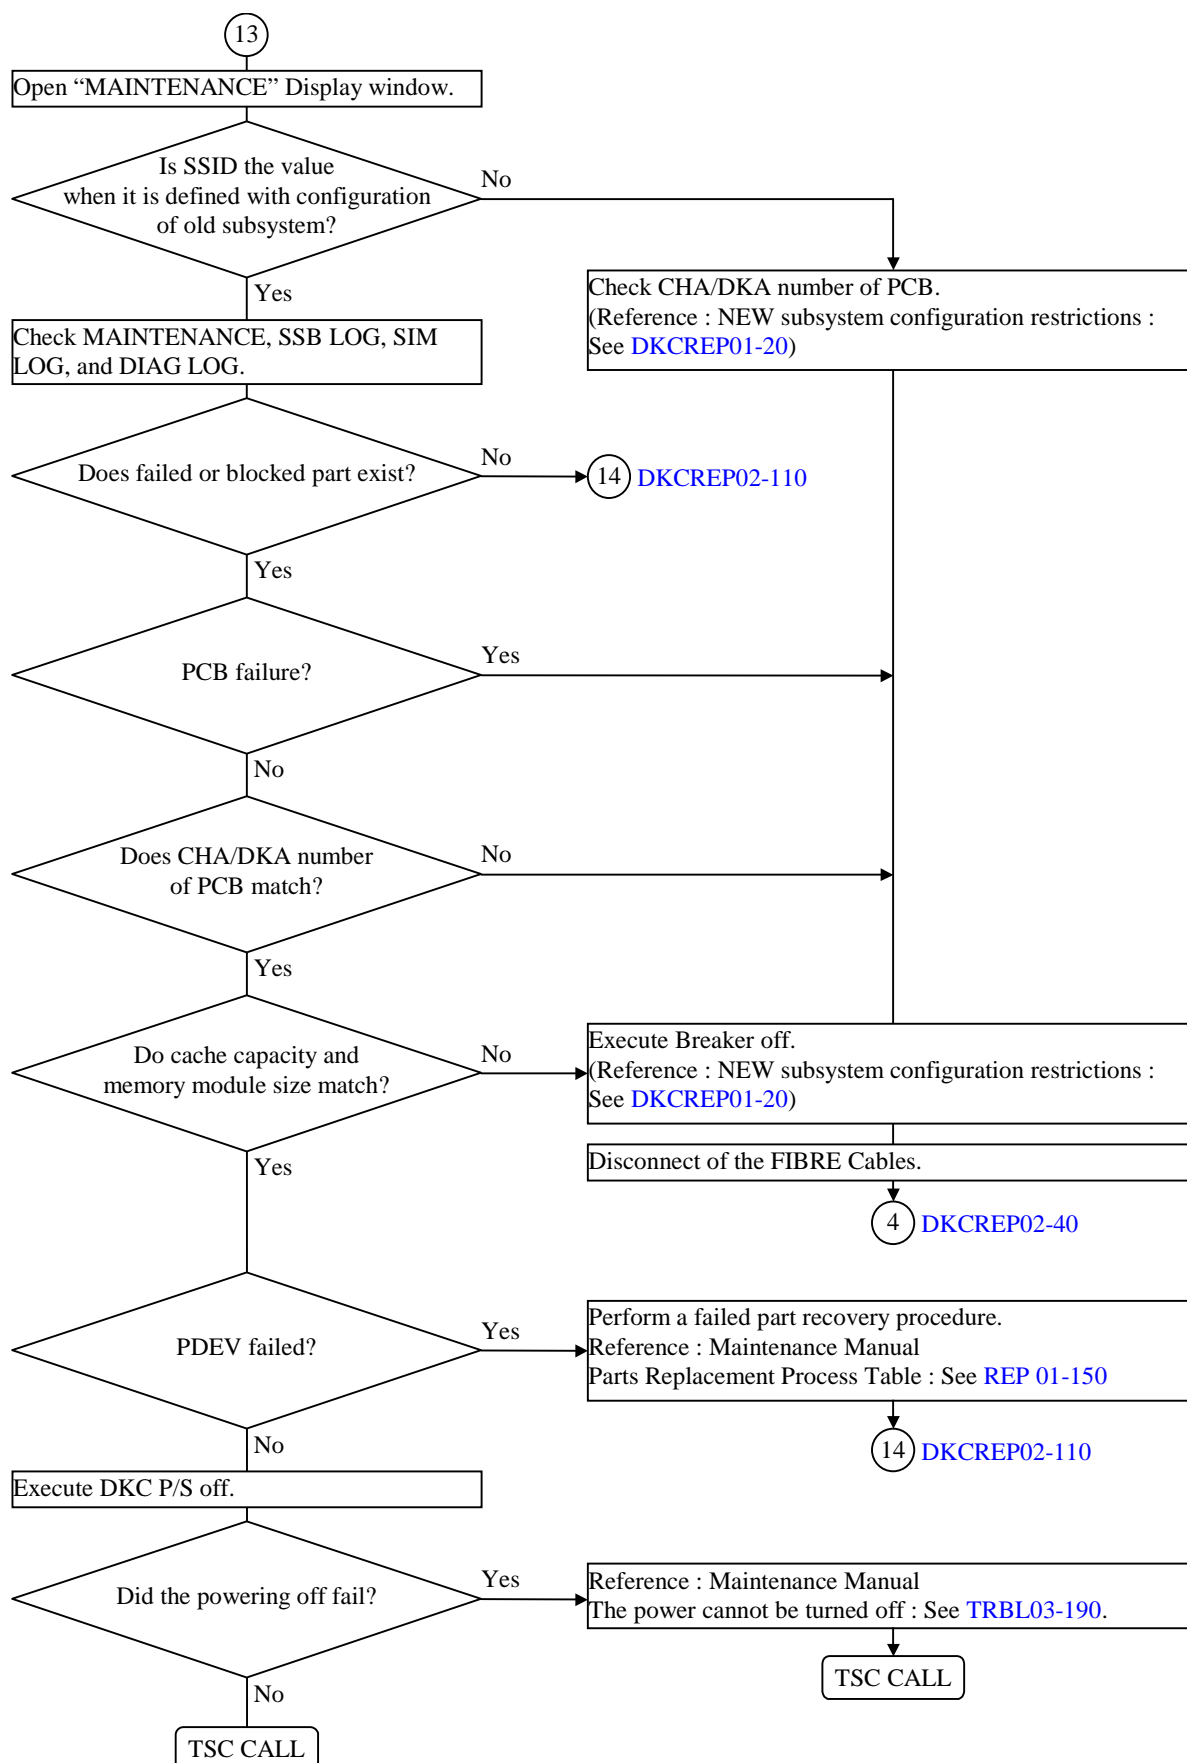 13
Open “MAINTENANCE” Display window.
Is SSID the value
when it is defined with configuration
of old subsystem?
No
Yes
Check CHA/DKA number of PCB.
(Reference : NEW subsystem configuration restrictions :
See DKCREP01-20)
Check MAINTENANCE, SSB LOG, SIM
LOG, and DIAG LOG.
Does failed or blocked part exist?
No
14 DKCREP02-110
Yes
PCB failure?
Yes
No
Does CHA/DKA number
of PCB match?
No
Yes
Do cache capacity and
memory module size match?
No
Execute Breaker off.
(Reference : NEW subsystem configuration restrictions :
See DKCREP01-20)
Yes
Disconnect of the FIBRE Cables.
4 DKCREP02-40
PDEV failed?
Yes
Perform a failed part recovery procedure.
Reference : Maintenance Manual
Parts Replacement Process Table : See REP 01-150
No
14 DKCREP02-110
Execute DKC P/S off.
Did the powering off fail?
Yes
Reference : Maintenance Manual
The power cannot be turned off : See TRBL03-190.
TSC CALL
No
TSC CALL